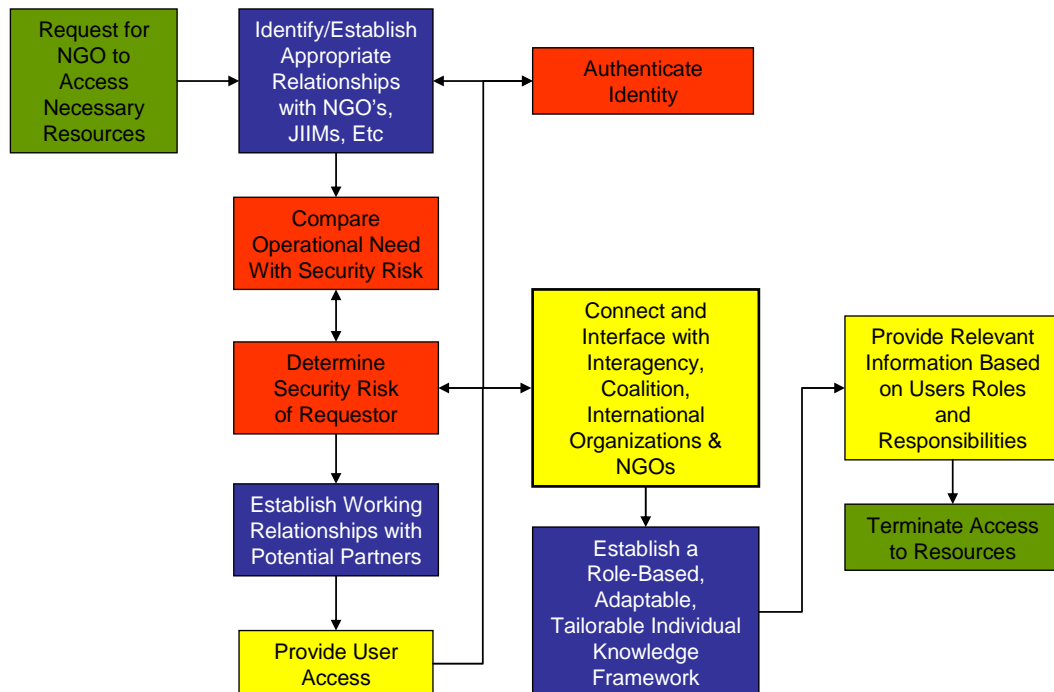 Request for
NGO to
Access
Necessary
Resources
Identify/Establish
Appropriate
Relationships
with NGO's,
JIIMs, Etc
Authenticate
Identity
Compare
Operational Need
With Security Risk
Determine
Security Risk
of Requestor
Connect and
Interface with
Interagency,
Coalition,
International
Organizations &
NGOs
Provide Relevant
Information Based
on Users Roles
and
Responsibilities
Establish Working
Relationships with
Potential Partners
Terminate Access
to Resources
Establish a
Role-Based,
Adaptable,
Tailorable Individual
Knowledge
Framework
Provide User
Access